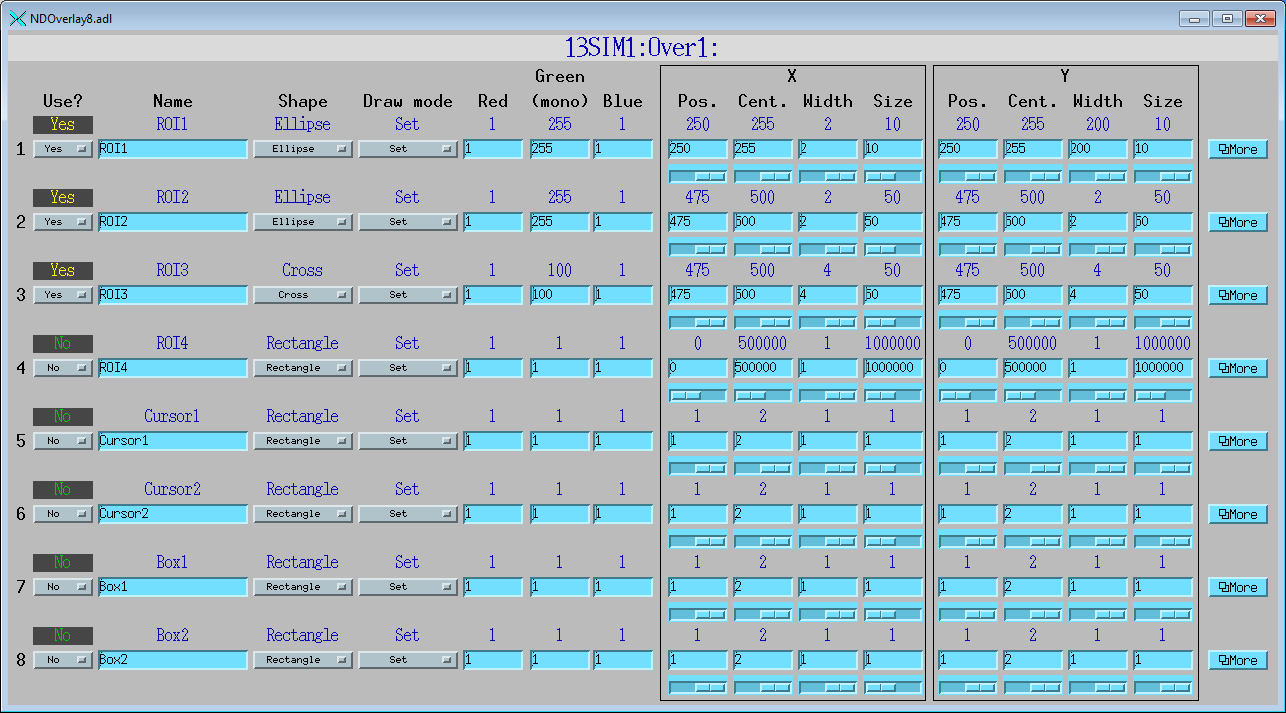 NDOverlay8.adl
13SIM1:Over1:
Green X Y
Use? Name Shape Draw mode Red (mono) Blue Pos. Cent. Width Size Pos. Cent. Width Size
Yes ROI1 Ellipse Set 1 255 1 250 255 2 10 250 255 200 10
1 Yes ROI1 Ellipse Set 1 255 1 250 255 2 10 250 255 200 10 More
Yes ROI2 Ellipse Set 1 255 1 475 500 2 50 475 500 2 50
2 Yes ROI2 Ellipse Set 1 255 1 475 500 2 50 475 500 2 50 More
Yes ROI3 Cross Set 1 100 1 475 500 4 50 475 500 4 50
3 Yes ROI3 Cross Set 1 100 1 475 500 4 50 475 500 4 50 More
No ROI4 Rectangle Set 1 1 1 0 500000 1 1000000 0 500000 1 1000000
4 No ROI4 Rectangle Set 1 1 1 0 500000 1 1000000 0 500000 1 1000000 More
No Cursor1 Rectangle Set 1 1 1 1 2 1 1 1 2 1 1
5 No Cursor1 Rectangle Set 1 1 1 1 2 1 1 1 2 1 1 More
No Cursor2 Rectangle Set 1 1 1 1 2 1 1 1 2 1 1
6 No Cursor2 Rectangle Set 1 1 1 1 2 1 1 1 2 1 1 More
No Box1 Rectangle Set 1 1 1 1 2 1 1 1 2 1 1
7 No Box1 Rectangle Set 1 1 1 1 2 1 1 1 2 1 1 More
No Box2 Rectangle Set 1 1 1 1 2 1 1 1 2 1 1
8 No Box2 Rectangle Set 1 1 1 1 2 1 1 1 2 1 1 More